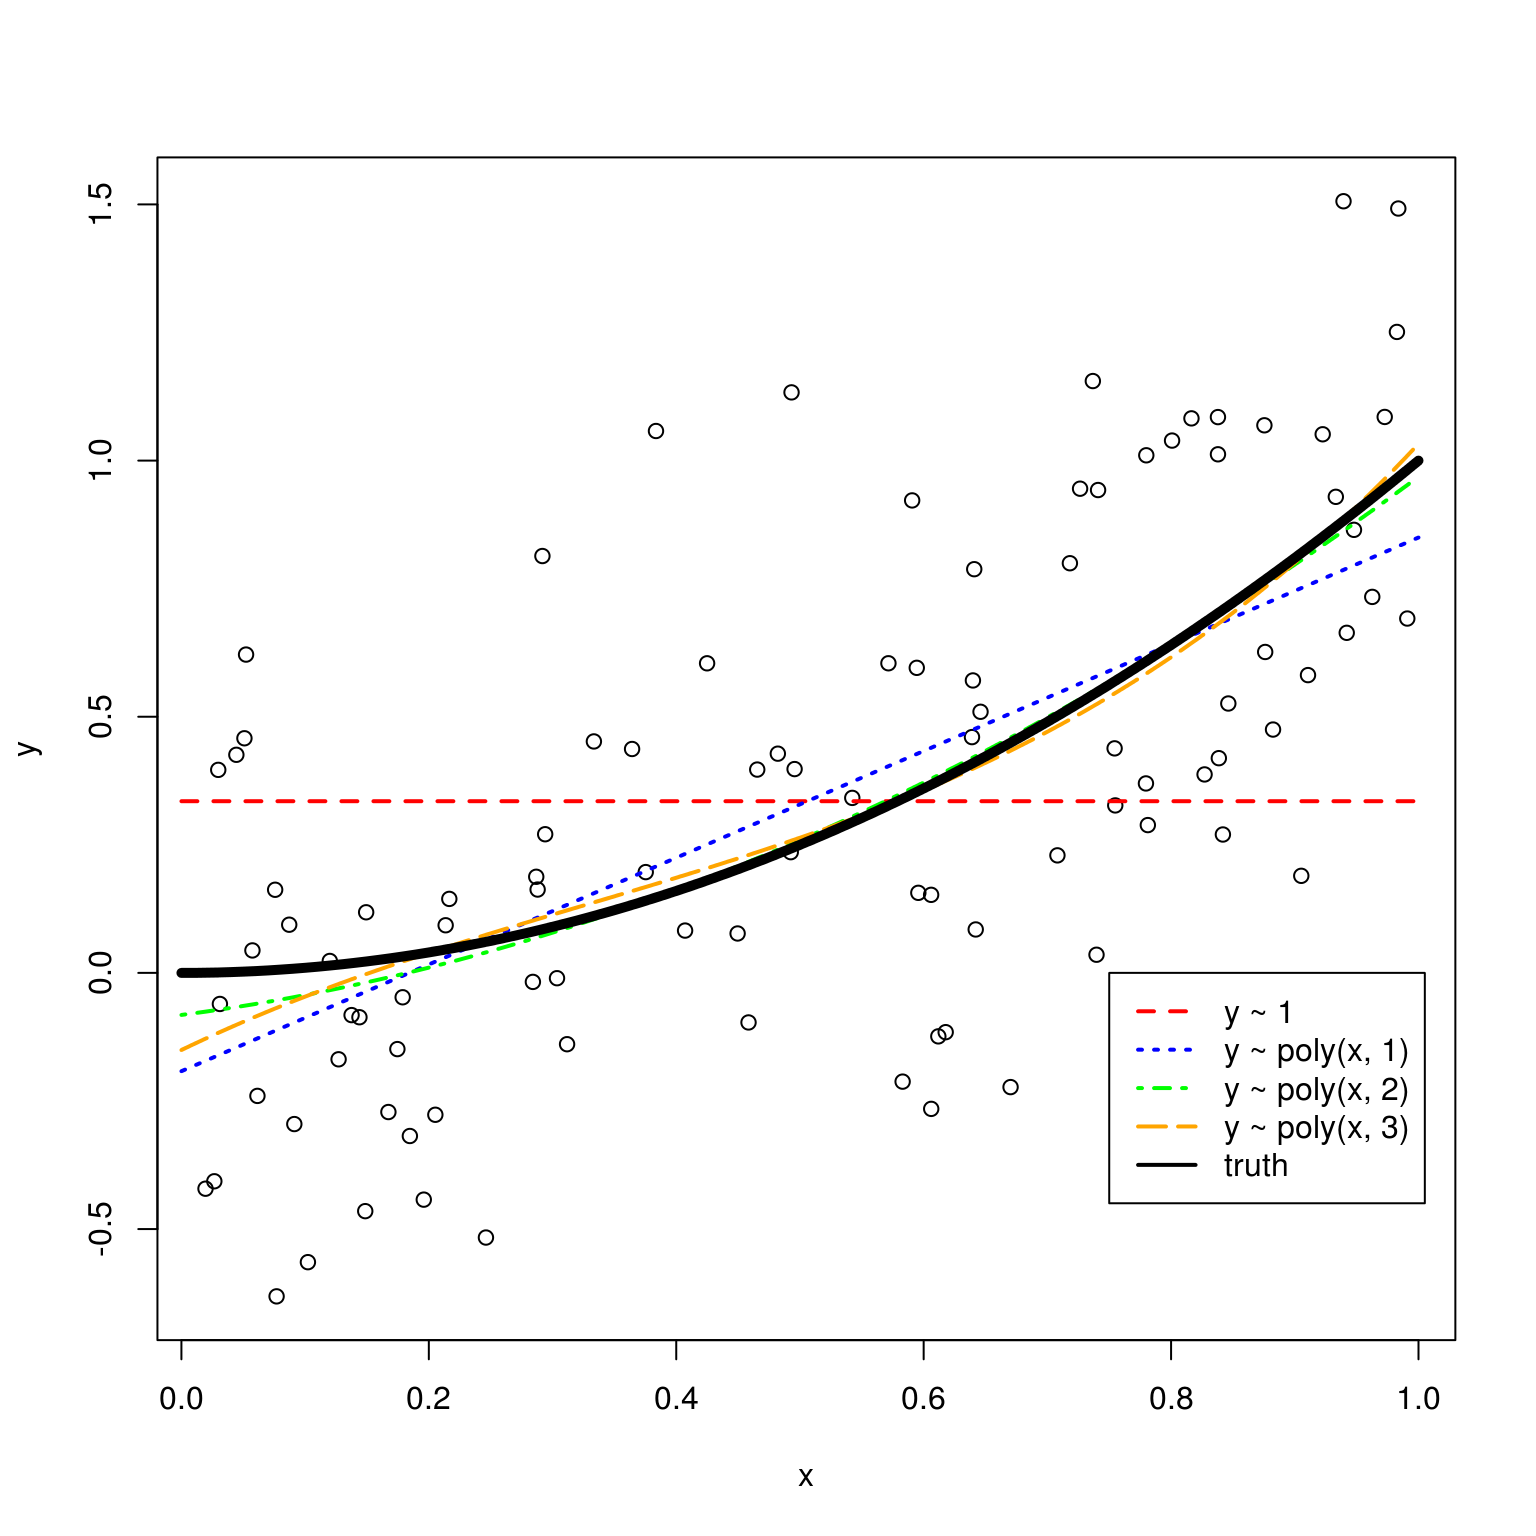 1.5
1.0
0.5
0.0
-0.5
y
y ~ 1
y ~ poly(x, 1)
y ~ poly(x, 2)
y ~ poly(x, 3)
truth
0.0 0.2 0.4 0.6 0.8 1.0
x